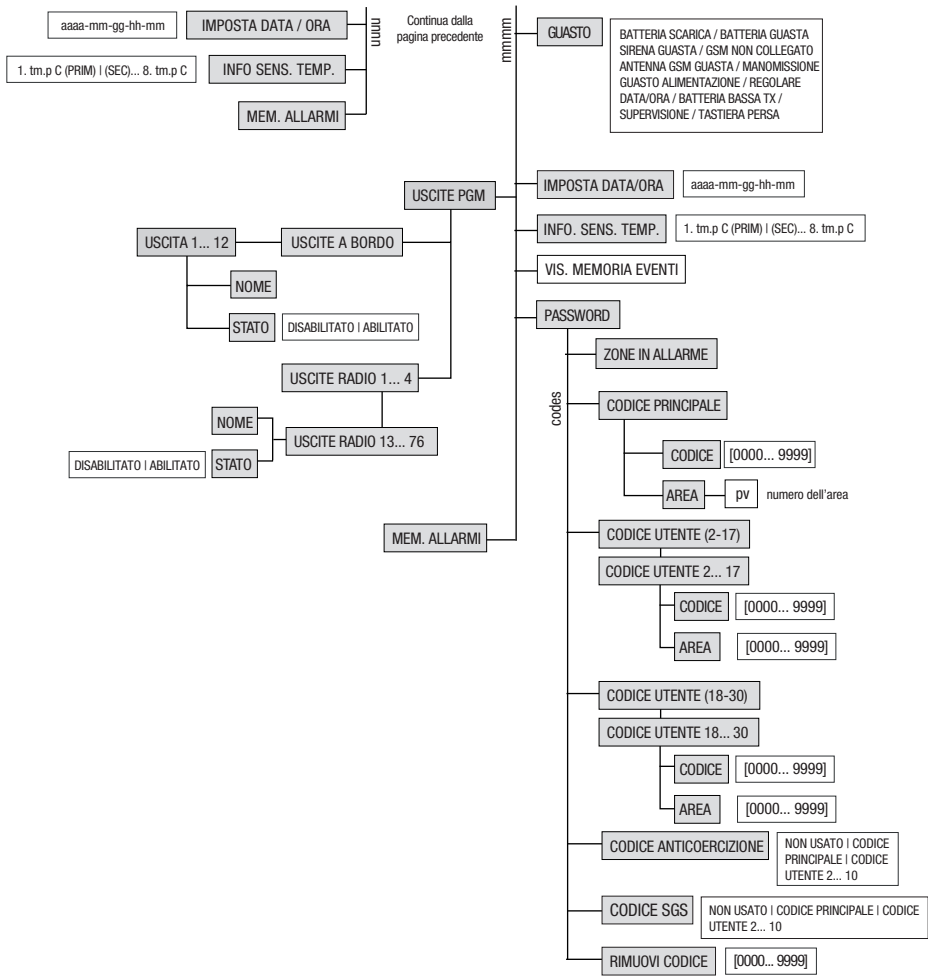 aaaa-mm-gg-hh-mm
IMPOSTA DATA / ORA
nnnn
Continua dalla
pagina precedente
mmmm
1. tm.p C (PRIM) | (SEC)... 8. tm.p C
INFO SENS. TEMP.
MEM. ALLARMI
GUASTO
BATTERIA SCARICA / BATTERIA GUASTA
SIRENA GUASTA / GSM NON COLLEGATO
ANTENNA GSM GUASTA / MANOMISSIONE
GUASTO ALIMENTAZIONE / REGOLARE
DATA/ORA / BATTERIA BASSA TX /
SUPERVISIONE / TASTIERA PERSA
USCITE PGM
IMPOSTA DATA/ORA
aaaa-mm-gg-hh-mm
USCITA 1... 12
USCITE A BORDO
INFO. SENS. TEMP.
1. tm.p C (PRIM) | (SEC)... 8. tm.p C
NOME
VIS. MEMORIA EVENTI
STATO
DISABILITATO | ABILITATO
PASSWORD
ZONE IN ALLARME
USCITE RADIO 1... 4
codes
CODICE PRINCIPALE
NOME
USCITE RADIO 13... 76
DISABILITATO | ABILITATO
STATO
CODICE
[0000... 9999]
AREA
pv
numero dell'area
MEM. ALLARMI
CODICE UTENTE (2-17)
CODICE UTENTE 2... 17
CODICE
[0000... 9999]
AREA
[0000... 9999]
CODICE UTENTE (18-30)
CODICE UTENTE 18... 30
CODICE
[0000... 9999]
AREA
[0000... 9999]
CODICE ANTICOERCIZIONE
NON USATO | CODICE
PRINCIPALE | CODICE
UTENTE 2... 10
CODICE SGS
NON USATO | CODICE PRINCIPALE | CODICE
UTENTE 2... 10
RIMUOVI CODICE
[0000... 9999]